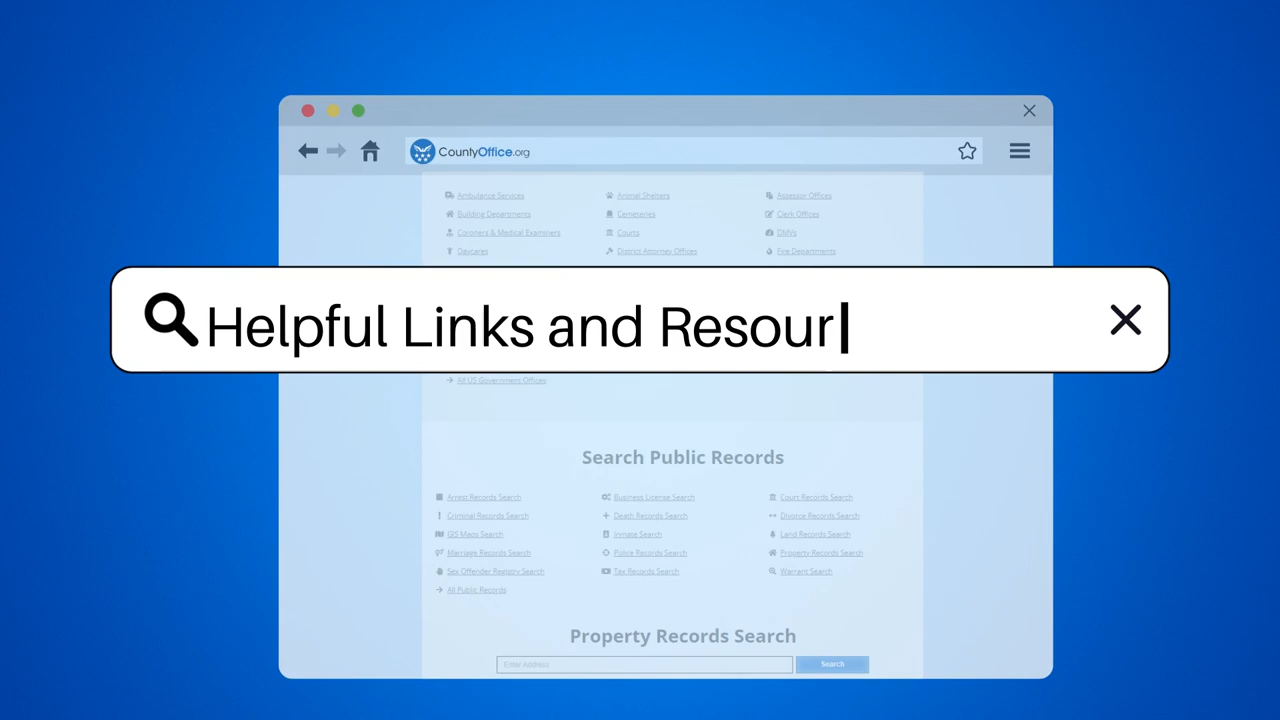 CountyOffice.org
Ambulance Services Animal Shelters Assessor Offices
Building Departments Cemeteries Clerk Offices
Coroners & Medical Examiners Courts DMVs
Daycares District Attorney Offices Fire Departments
Helpful Links and Resour
All US Government Offices
Search Public Records
Arrest Records Search Business License Search Court Records Search
Criminal Records Search Death Records Search Divorce Records Search
GIS Maps Search Inmate Search Land Records Search
Marriage Records Search Police Records Search Property Records Search
Sex Offender Registry Search Tax Records Search Warrant Search
All Public Records
Property Records Search
Enter Address Search